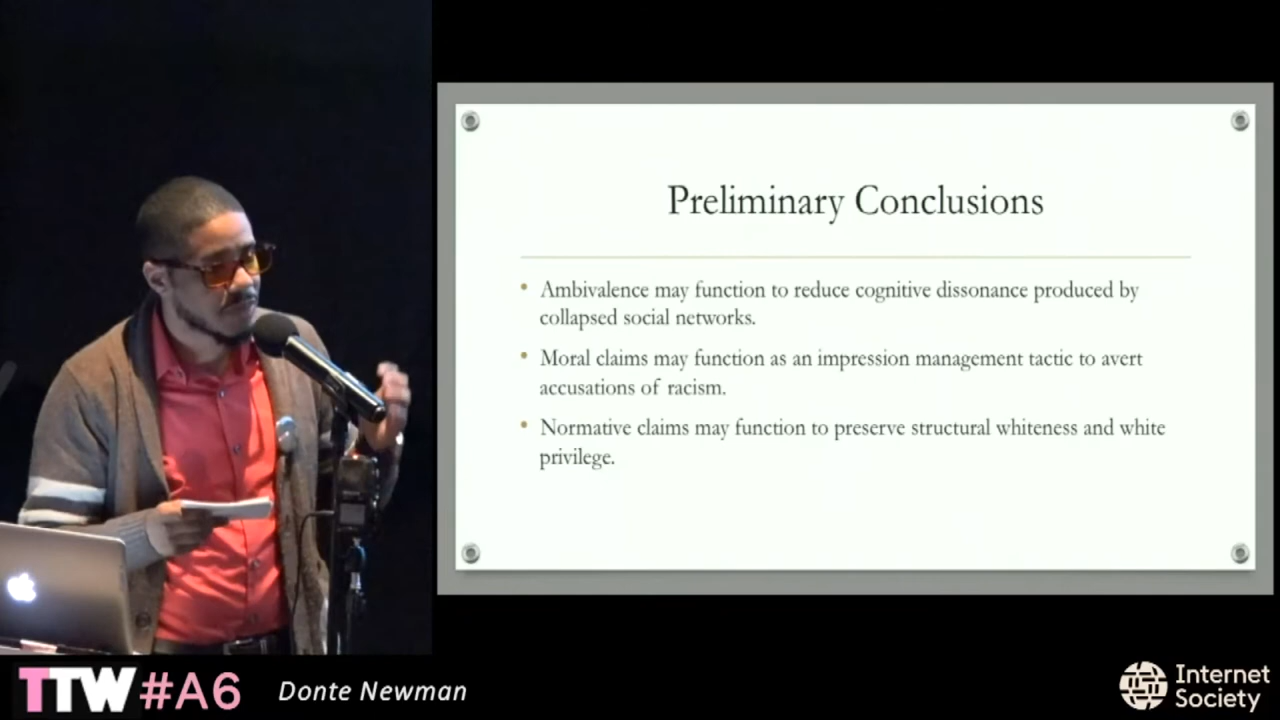 Preliminary Conclusions
• Ambivalence may function to reduce cognitive dissonance produced by
collapsed social networks.
• Moral claims may function as an impression management tactic to avert
accusations of racism.
• Normative claims may function to preserve structural whiteness and white
privilege.
TTW#A6
Donte Newman
Internet
Society